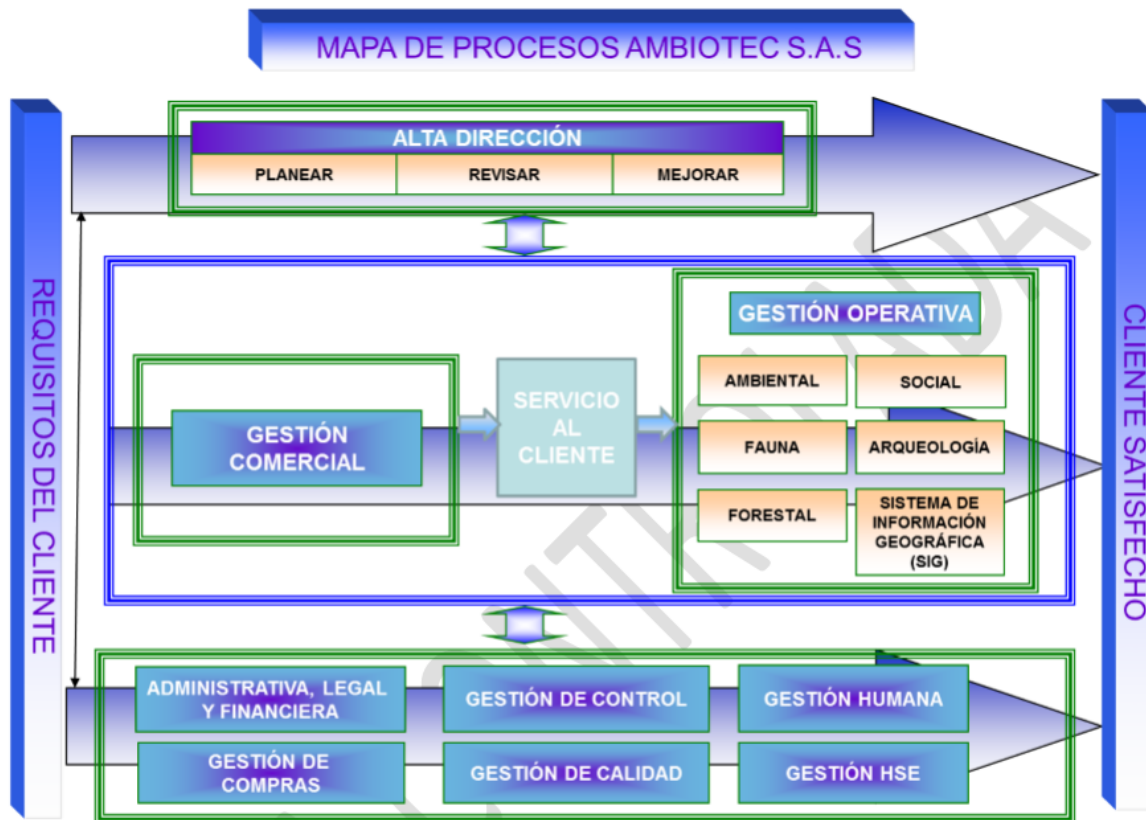 MAPA DE PROCESOS AMBIOTEC S.A.S
REQUISITOS DEL CLIENTE
ALTA DIRECCIÓN
PLANEAR
REVISAR
MEJORAR
GESTIÓN
COMERCIAL
SERVICIO
AL
CLIENTE
GESTIÓN OPERATIVA
AMBIENTAL
SOCIAL
FAUNA
ARQUEOLOGÍA
FORESTAL
SISTEMA DE
INFORMACIÓN
GEOGRÁFICA
(SIG)
ADMINISTRATIVA, LEGAL
Y FINANCIERA
GESTIÓN DE CONTROL
GESTIÓN HUMANA
GESTIÓN DE
COMPRAS
GESTIÓN DE CALIDAD
GESTIÓN HSE
CLIENTE SATISFECHO